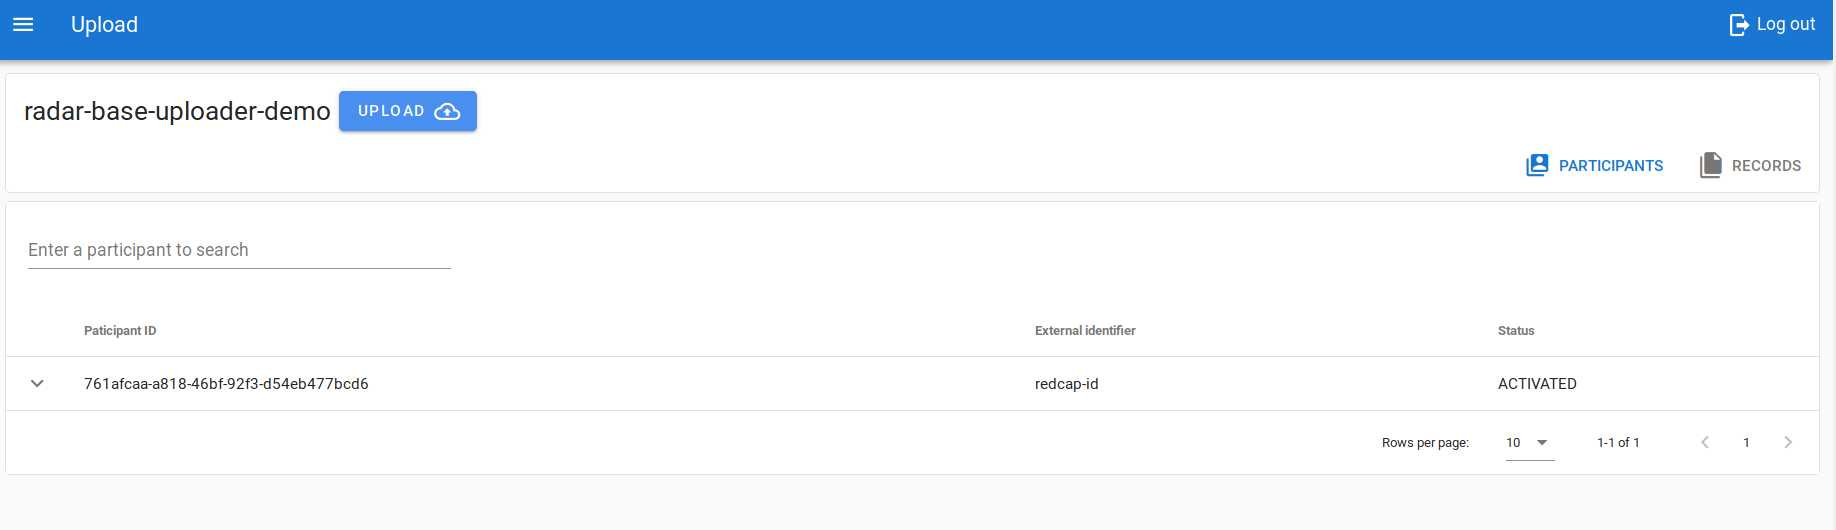 Upload
Log out
radar-base-uploader-demo
UPLOAD
PARTICIPANTS
RECORDS
Enter a participant to search
Paticipant ID
External identifier
Status
761afcaa-a818-46bf-92f3-d54eb477bcd6
redcap-id
ACTIVATED
Rows per page:
10
1-1 of 1
1